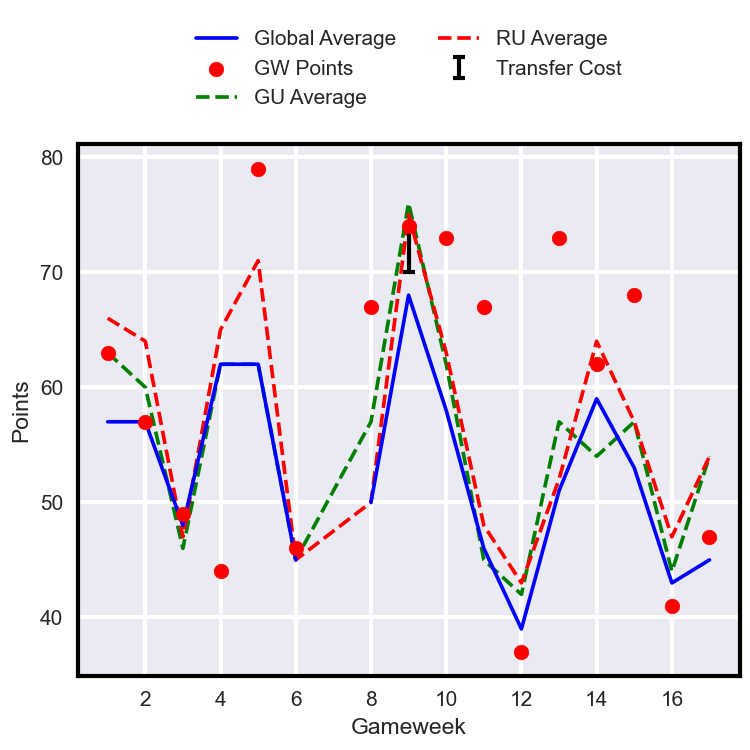 Global Average
GW Points
GU Average
RU Average
Transfer Cost
80
70
60
50
40
Points
2 4 6 8 10 12 14 16
Gameweek